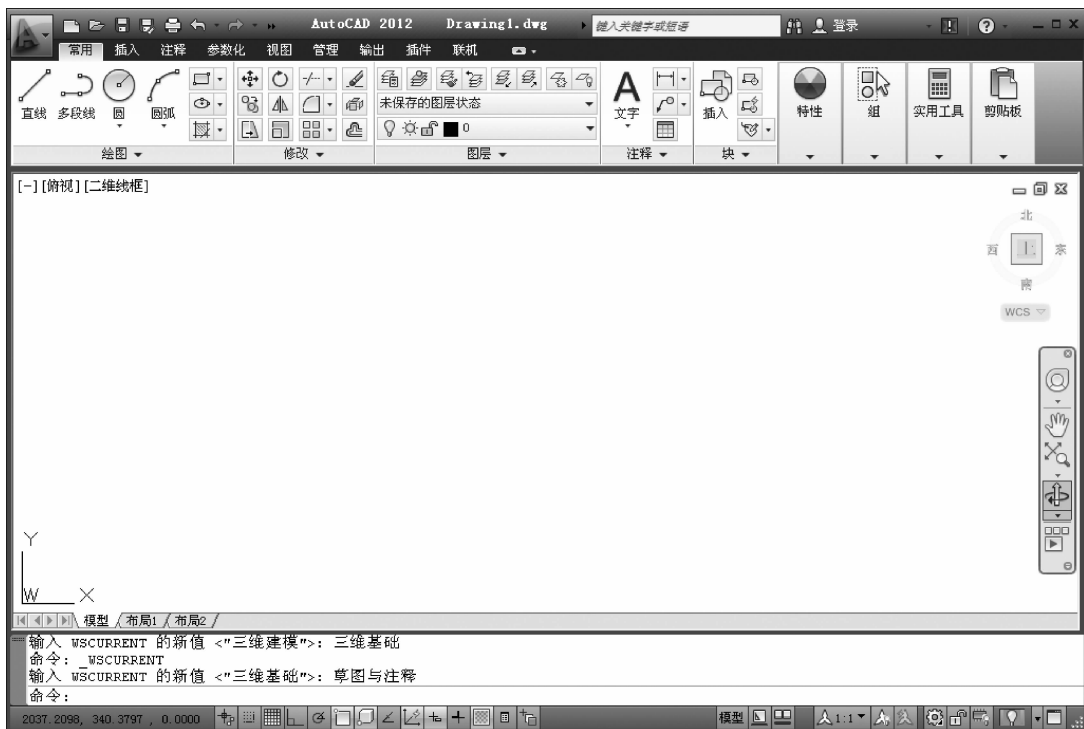 AutoCAD 2012 Drawing1.dwg 键入关键字或短语 登录
常用 插入 注释 参数化 视图 管理 输出 插件 联机
直线 多段线 圆 圆弧
未保存的图层状态
0
文字 插入 特性 组 实用工具 剪贴板
绘图 修改 图层 注释 块
[-][俯视][二维线框]
北
西 上 东
南
WCS
Y
W X
模型 布局1 布局2
输入 WSCURRENT 的新值 <"三维建模">: 三维基础
命令: _WSCURRENT
输入 WSCURRENT 的新值 <"三维基础">: 草图与注释
命令:
2037.2098, 340.3797 , 0.0000 模型 1:1